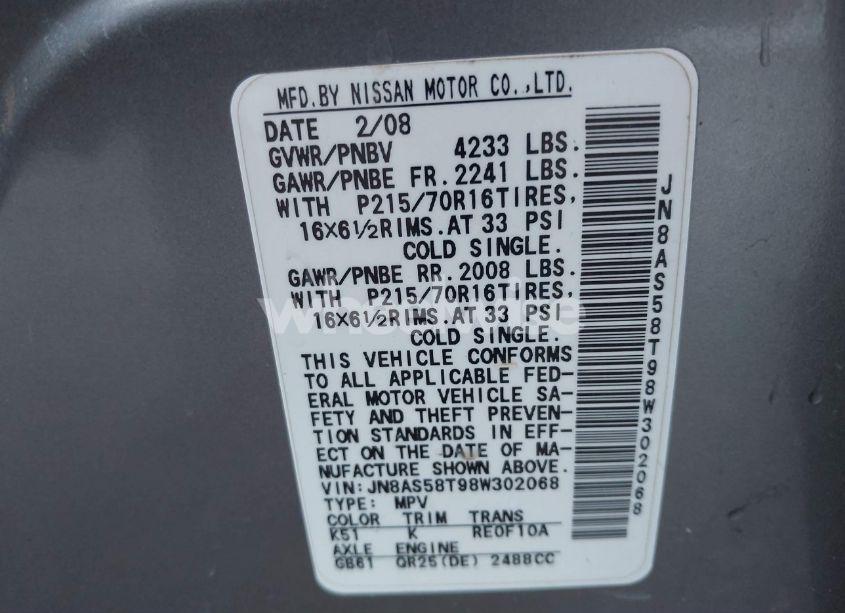 MFD.BY NISSAN MOTOR CO.,LTD.
DATE 2/08
GVWR/PNBV 4233 LBS.
GAWR/PNBE FR.2241 LBS.
WITH P215/70R16TIRES,
16X6½RIMS.AT 33 PSI
COLD SINGLE.
GAWR/PNBE RR.2008 LBS.
WITH P215/70R16TIRES,
16X6½RIMS.AT 33 PSI
COLD SINGLE.
THIS VEHICLE CONFORMS
TO ALL APPLICABLE FED-
ERAL MOTOR VEHICLE SA-
FETY AND THEFT PREVEN-
TION STANDARDS IN EFF-
ECT ON THE DATE OF MA-
NUFACTURE SHOWN ABOVE.
VIN:JN8AS58T98W302068
TYPE: MPV
COLOR TRIM TRANS
K51 K RE0F10A
AXLE ENGINE
GB61 QR25(DE) 2488CC
JN8AS58T98W302068